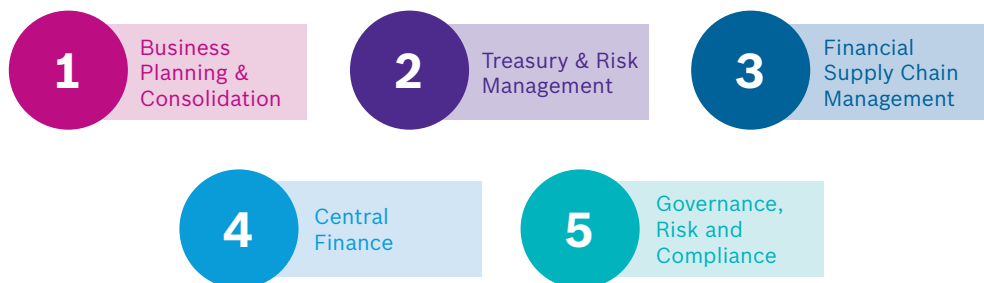 1
Business
Planning &
Consolidation
2
Treasury & Risk
Management
3
Financial
Supply Chain
Management
4
Central
Finance
5
Governance,
Risk and
Compliance